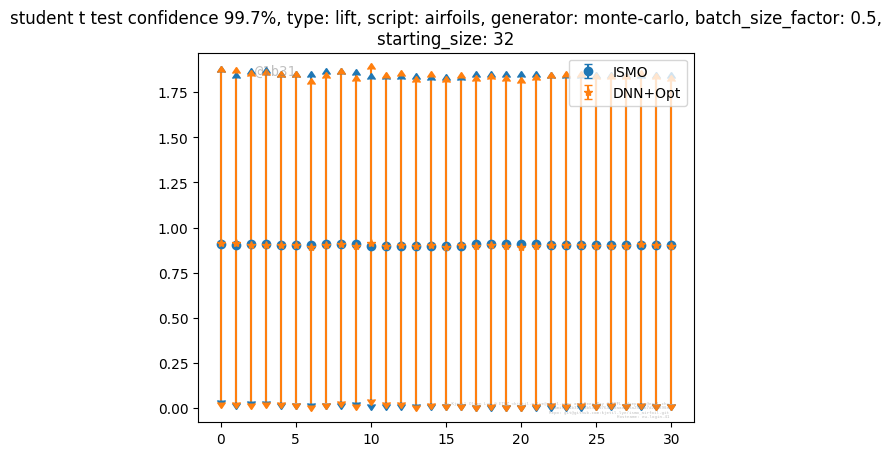 student t test confidence 99.7%, type: lift, script: airfoils, generator: monte-carlo, batch_size_factor: 0.5,
starting_size: 32
ISMO
DNN+Opt
1.75
1.50
1.25
1.00
0.75
0.50
0.25
0.00
0 5 10 15 20 25 30